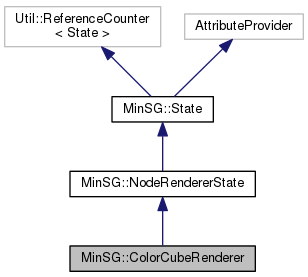 Util::ReferenceCounter
< State >
AttributeProvider
MinSG::State
MinSG::NodeRendererState
MinSG::ColorCubeRenderer